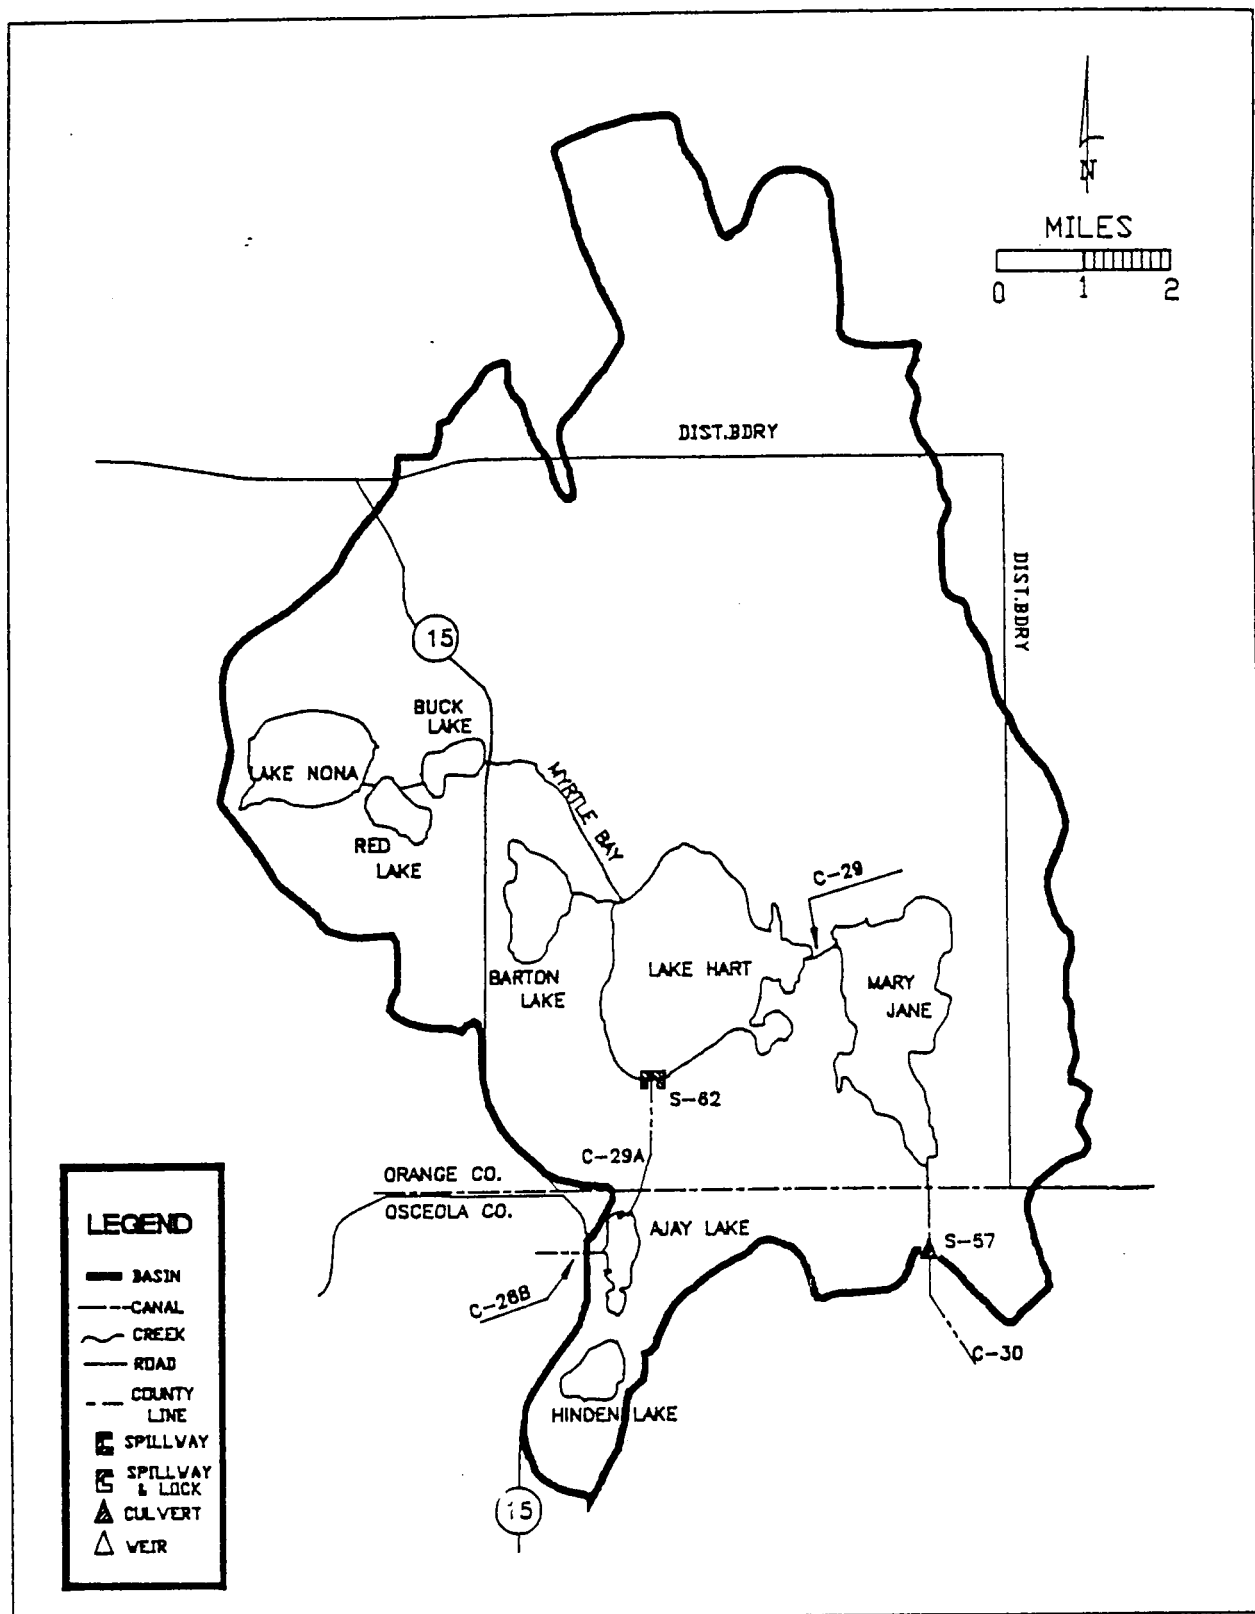 N
MILES
0 1 2
DIST.BDRY
DIST.BDRY
15
BUCK
LAKE
LAKE NONA
MYRTLE BAY
RED
LAKE
C-29
BARTON
LAKE
LAKE HART
MARY
JANE
S-62
C-29A
ORANGE CO.
OSCEOLA CO.
AJAY LAKE
S-57
C-29B
C-30
HINDEN LAKE
15
LEGEND
BASIN
CANAL
CREEK
ROAD
COUNTY
LINE
SPILLWAY
SPILLWAY
& LOCK
CULVERT
WEIR